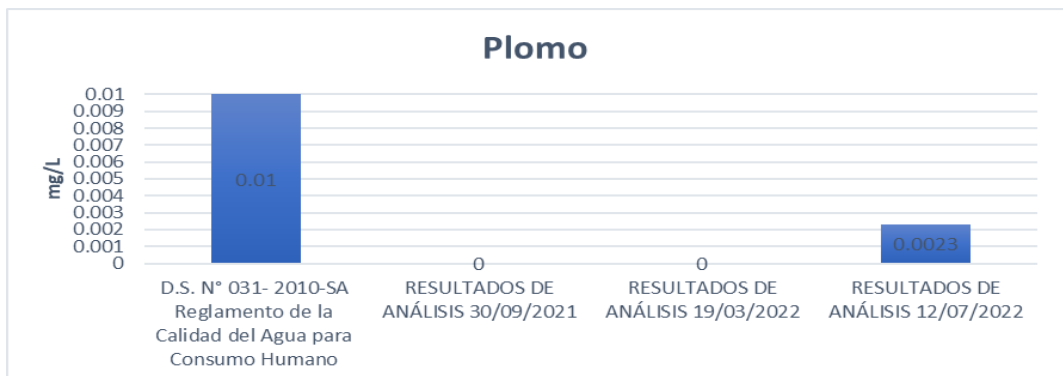 Plomo
mg/L
0.01
0.009
0.008
0.007
0.006
0.005
0.004
0.003
0.002
0.001
0
0.01
0
0
0.0023
D.S. N° 031- 2010-SA
Reglamento de la
Calidad del Agua para
Consumo Humano
RESULTADOS DE
ANÁLISIS 30/09/2021
RESULTADOS DE
ANÁLISIS 19/03/2022
RESULTADOS DE
ANÁLISIS 12/07/2022